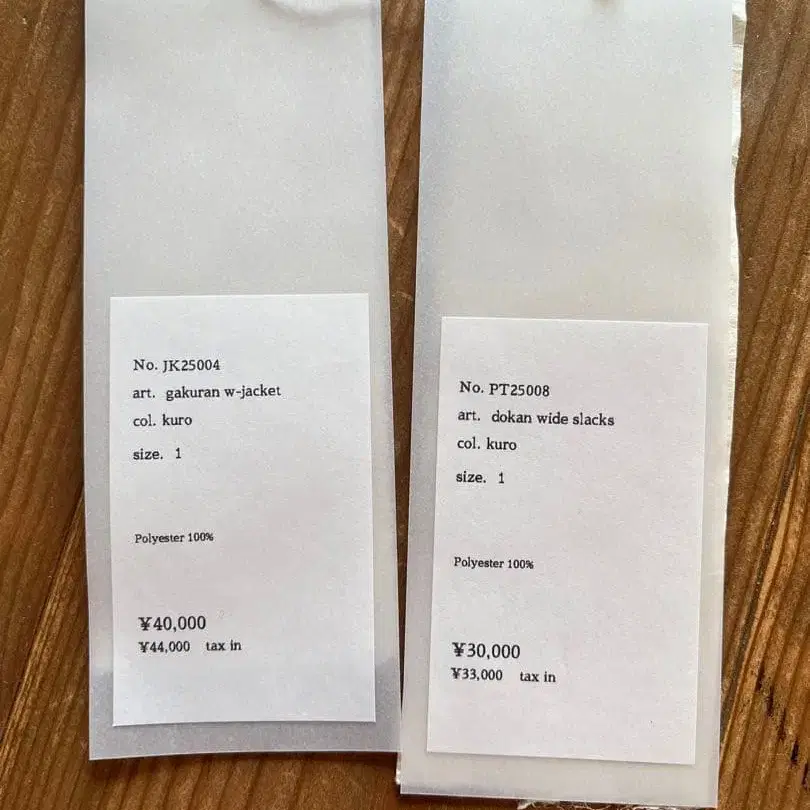 No. JK25004
art. gakuran w-jacket
col. kuro
size. 1
Polyester 100%
¥40,000
¥44,000 tax in
No. PT25008
art. dokan wide slacks
col. kuro
size. 1
Polyester 100%
¥30,000
¥33,000 tax in